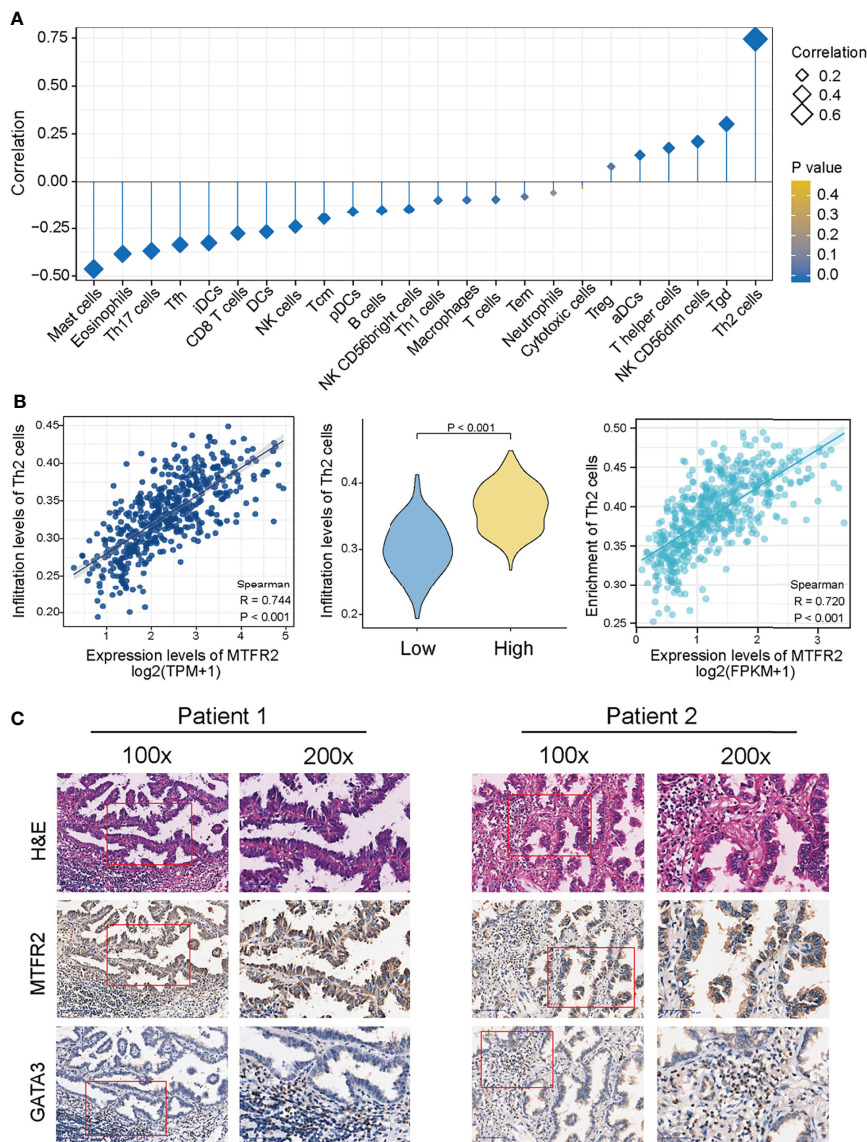 A
0.75
0.50
0.25
0.00
−0.25
−0.50
Correlation
Mast cells
Eosinophils
Th17 cells
Tfh
iDCs
CD8 T cells
DCs
NK cells
Tcm
pDCs
B cells
NK CD56bright cells
Th1 cells
Macrophages
T cells
Tem
Neutrophils
Cytotoxic cells
Treg
aDCs
T helper cells
NK CD56dim cells
Tgd
Th2 cells
Correlation
0.2
0.4
0.6
P value
0.4
0.3
0.2
0.1
0.0
B
Infiltration levels of Th2 cells
0.45
0.40
0.35
0.30
0.25
0.20
Spearman
R = 0.744
P < 0.001
1 2 3 4 5
Expression levels of MTFR2
log2(TPM+1)
Infiltration levels of Th2 cells
P < 0.001
0.4
0.3
0.2
Low High
Enrichment of Th2 cells
0.50
0.45
0.40
0.35
0.30
0.25
Spearman
R = 0.720
P < 0.001
0 1 2 3
Expression levels of MTFR2
log2(FPKM+1)
C
Patient 1 Patient 2
100x 200x 100x 200x
H&E
MTFR2
GATA3